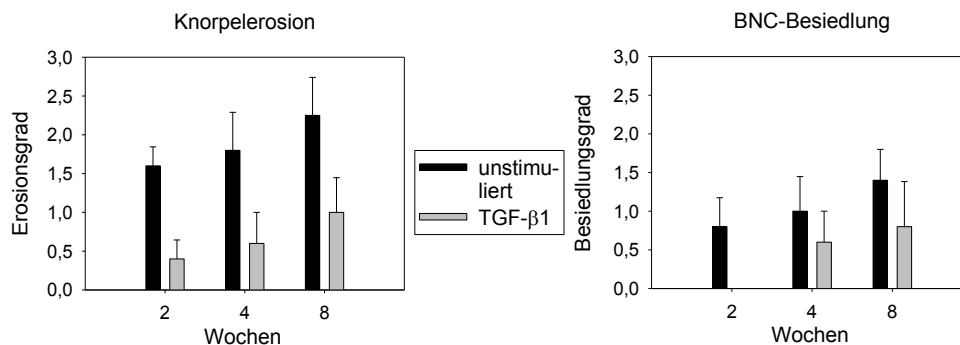 Knorpelerosion
3,0
2,5
2,0
1,5
1,0
0,5
0,0
Erosionsgrad
2 4 8
Wochen
unstimu-
liert
TGF-β1
BNC-Besiedlung
3,0
2,5
2,0
1,5
1,0
0,5
0,0
Besiedlungsgrad
2 4 8
Wochen